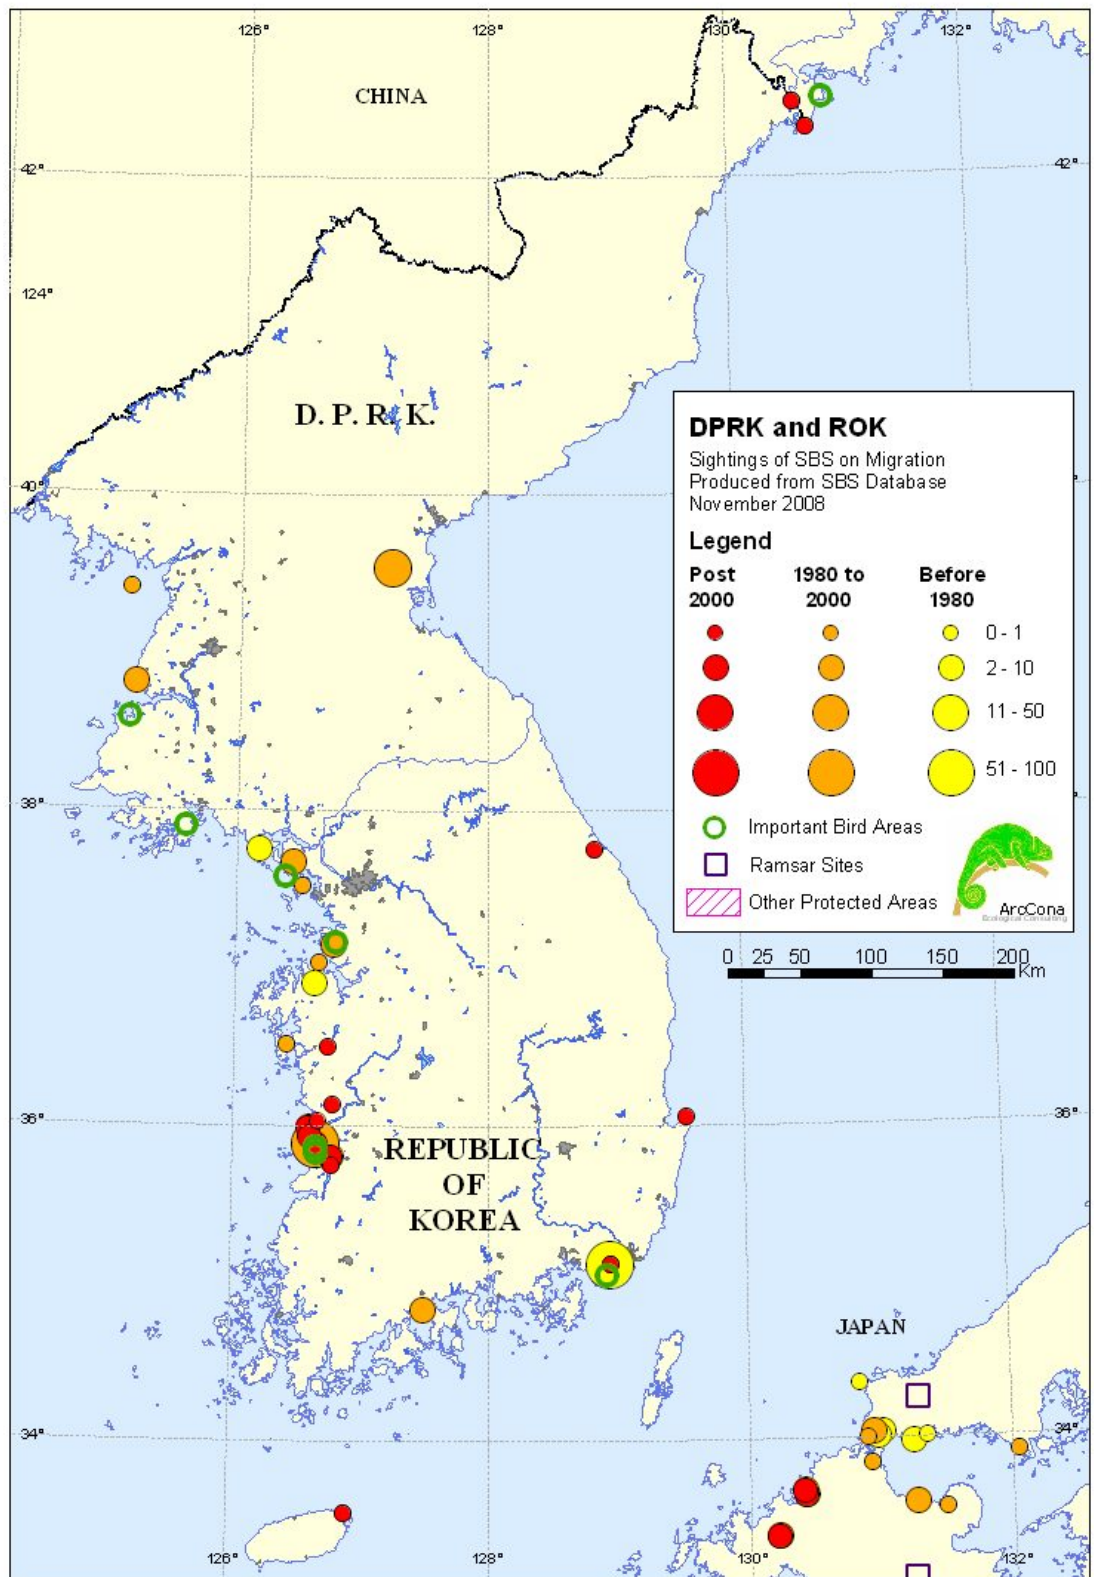 126°
128°
130°
132°
CHINA
42°
42°
124°
D. P. R. K.
40°
DPRK and ROK
Sightings of SBS on Migration
Produced from SBS Database
November 2008
Legend
Post 2000
1980 to 2000
Before 1980
0 - 1
2 - 10
11 - 50
51 - 100
Important Bird Areas
Ramsar Sites
Other Protected Areas
ArcCona
Ecological Consulting
38°
0 25 50 100 150 200
Km
36°
36°
REPUBLIC
OF
KOREA
JAPAN
34°
34°
126°
128°
130°
132°